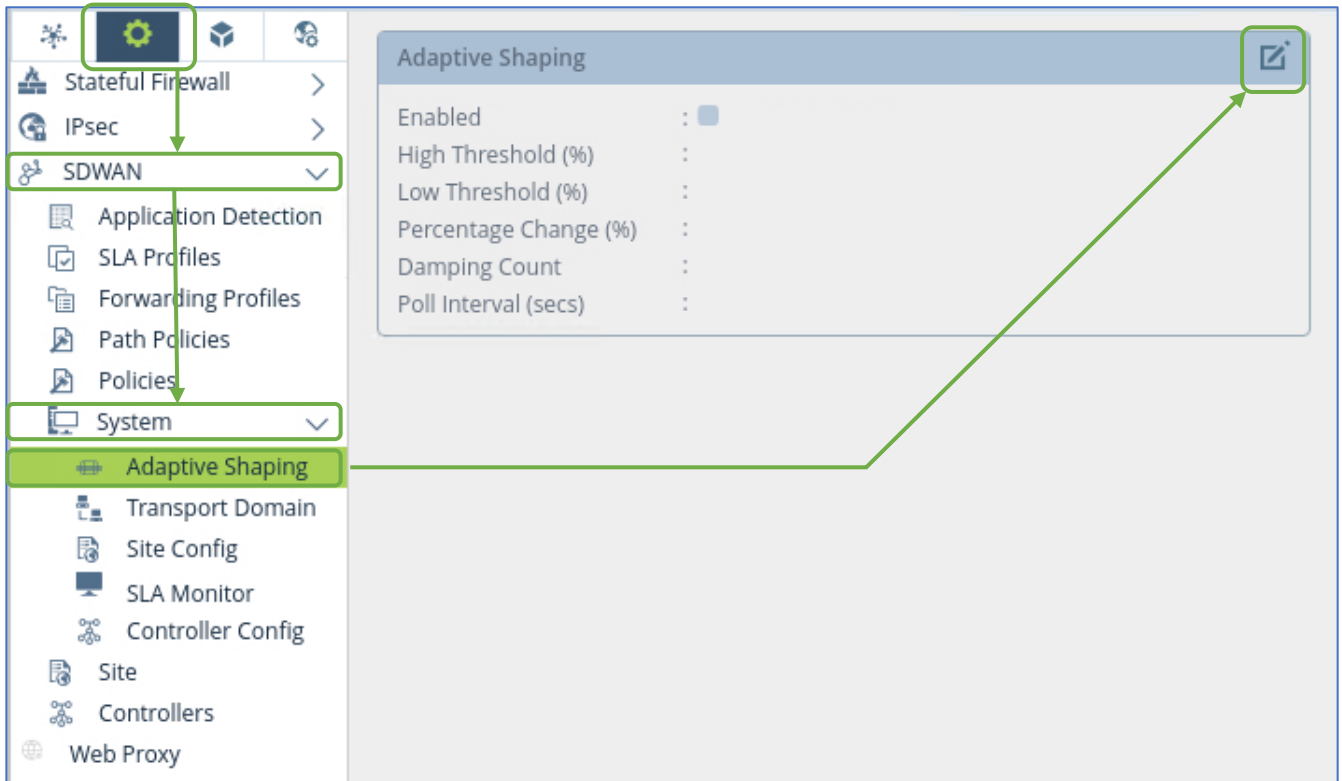 Stateful Firewall
IPsec
SDWAN
Application Detection
SLA Profiles
Forwarding Profiles
Path Policies
Policies
System
Adaptive Shaping
Transport Domain
Site Config
SLA Monitor
Controller Config
Site
Controllers
Web Proxy
Adaptive Shaping
Enabled :
High Threshold (%) :
Low Threshold (%) :
Percentage Change (%) :
Damping Count :
Poll Interval (secs) :